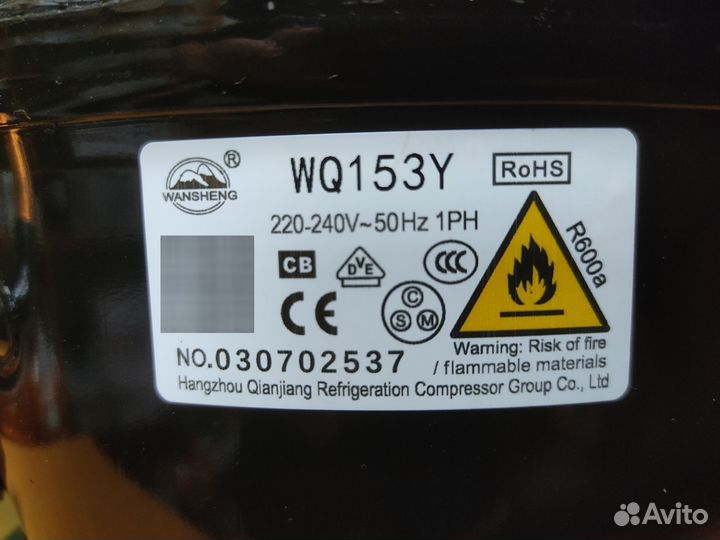 WANSHENG ®
WQ153Y
RoHS
220-240V~50Hz 1PH
R600a
CB
DVE
CCC
CE
C
S M
NO.030702537
Warning: Risk of fire
/ flammable materials
Hangzhou Qianjiang Refrigeration Compressor Group Co., Ltd
Avito